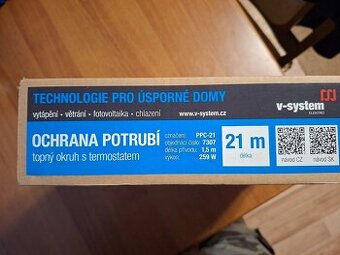 TECHNOLOGIE PRO ÚSPORNÉ DOMY
vytápění • větrání • fotovoltaika • chlazení
www.v-system.cz
v-system
ELEKTRO
OCHRANA POTRUBÍ
topný okruh s termostatem
označení: PPC-21
objednací číslo: 7307
délka přívodu: 1,5 m
výkon: 259 W
21 m
délka
návod CZ
návod SK